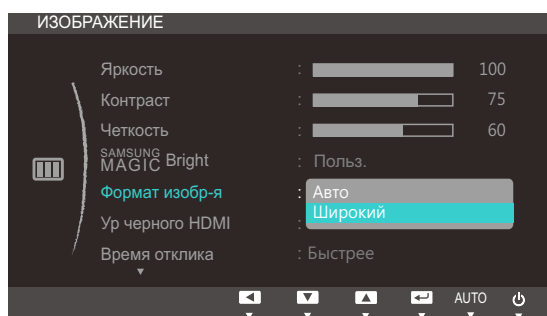 ИЗОБРАЖЕНИЕ
Яркость : 100
Контраст : 75
Четкость : 60
SAMSUNG
MAGIC Bright : Польз.
Формат изобр-я : Авто
Широкий
Ур черного HDMI :
Время отклика : Быстрее
AUTO